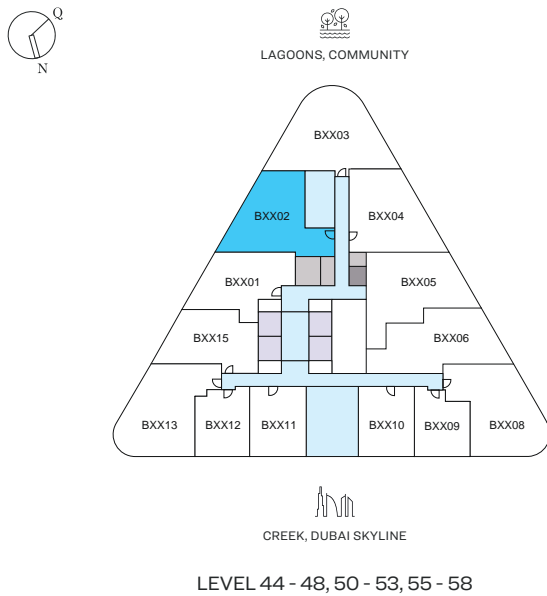 Q
N
LAGOONS, COMMUNITY
BXX03
BXX02
BXX04
BXX01
BXX05
BXX15
BXX06
BXX13
BXX12
BXX11
BXX10
BXX09
BXX08
CREEK, DUBAI SKYLINE
LEVEL 44 - 48, 50 - 53, 55 - 58